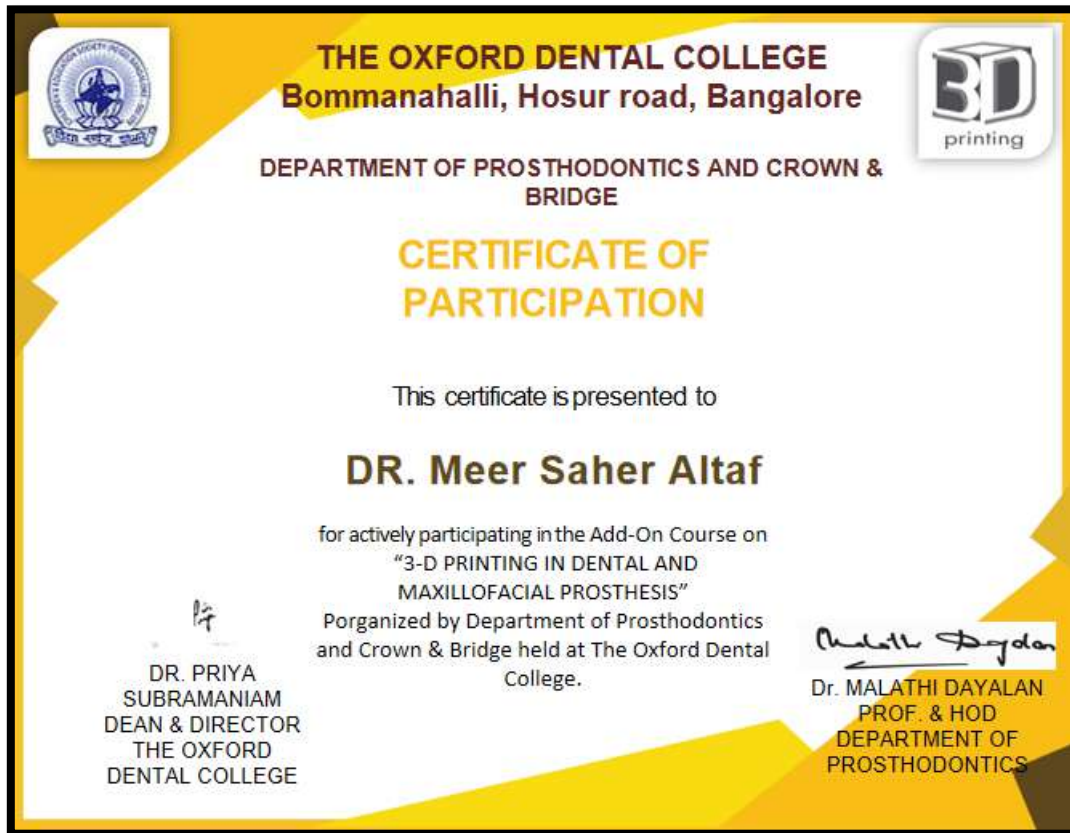 THE OXFORD DENTAL COLLEGE
Bommanahalli, Hosur road, Bangalore
3D
printing
DEPARTMENT OF PROSTHODONTICS AND CROWN &
BRIDGE
CERTIFICATE OF
PARTICIPATION
This certificate is presented to
DR. Meer Saher Altaf
for actively participating in the Add-On Course on
“3-D PRINTING IN DENTAL AND
MAXILLOFACIAL PROSTHESIS”
Porganized by Department of Prosthodontics
and Crown & Bridge held at The Oxford Dental
College.
DR. PRIYA
SUBRAMANIAM
DEAN & DIRECTOR
THE OXFORD
DENTAL COLLEGE
Malathi Dayalan
Dr. MALATHI DAYALAN
PROF. & HOD
DEPARTMENT OF
PROSTHODONTICS